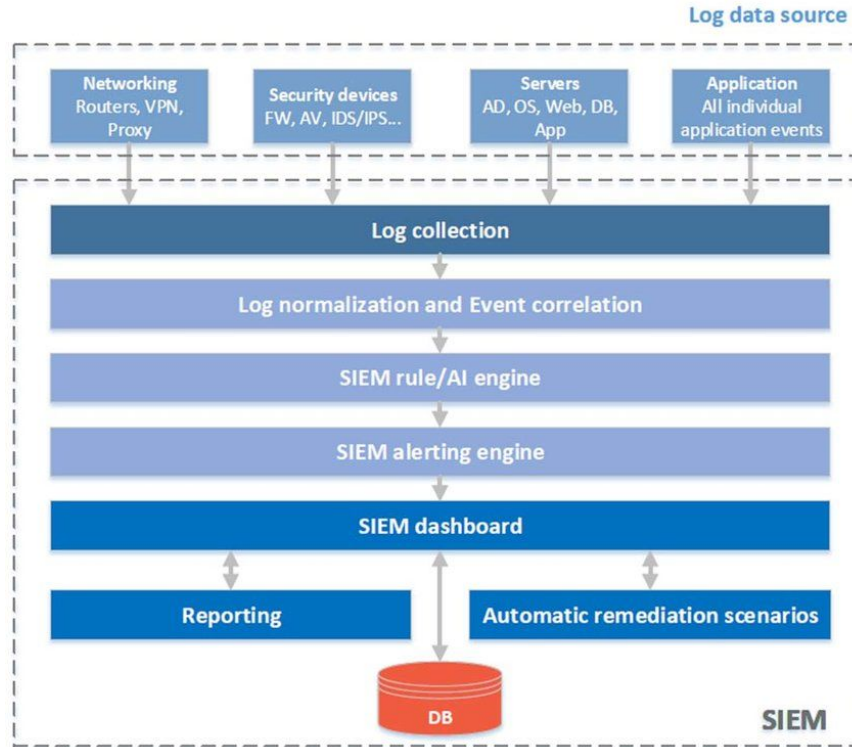 Log data source
Networking
Routers, VPN,
Proxy
Security devices
FW, AV, IDS/IPS...
Servers
AD, OS, Web, DB,
App
Application
All individual
application events
Log collection
Log normalization and Event correlation
SIEM rule/AI engine
SIEM alerting engine
SIEM dashboard
Reporting
Automatic remediation scenarios
DB
SIEM